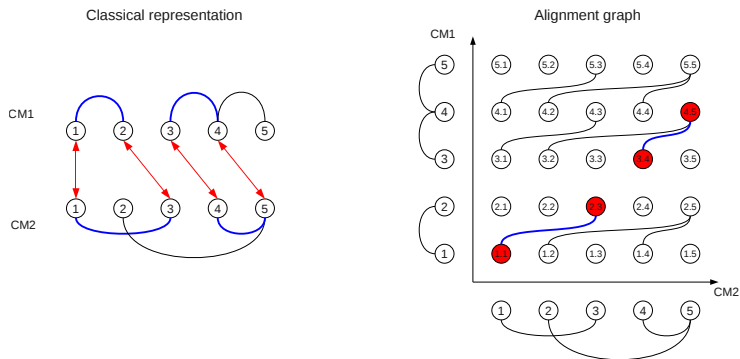 Classical representation
CM1
1 2 3 4 5
1 2 3 4 5
CM2
Alignment graph
CM1
5 5.1 5.2 5.3 5.4 5.5
4 4.1 4.2 4.3 4.4 4.5
3 3.1 3.2 3.3 3.4 3.5
2 2.1 2.2 2.3 2.4 2.5
1 1.1 1.2 1.3 1.4 1.5
CM2
1 2 3 4 5